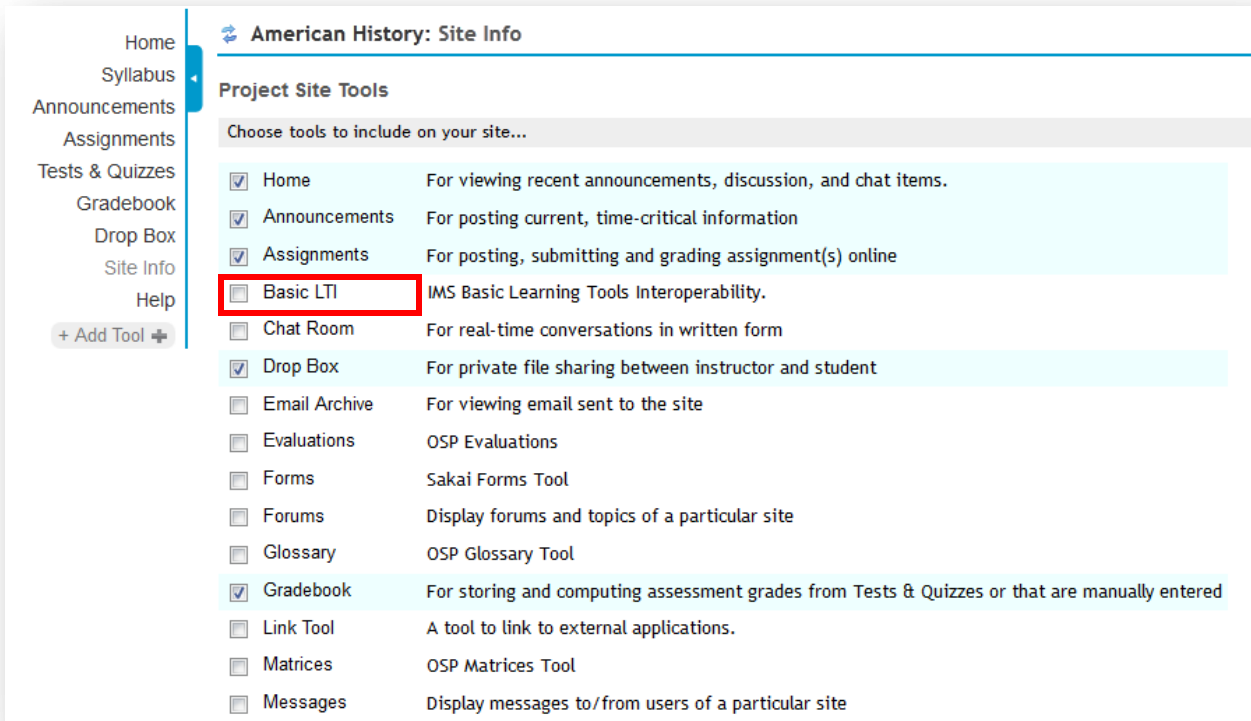 Home
Syllabus
Announcements
Assignments
Tests & Quizzes
Gradebook
Drop Box
Site Info
Help
+ Add Tool
American History: Site Info
Project Site Tools
Choose tools to include on your site...
Home For viewing recent announcements, discussion, and chat items.
Announcements For posting current, time-critical information
Assignments For posting, submitting and grading assignment(s) online
Basic LTI IMS Basic Learning Tools Interoperability.
Chat Room For real-time conversations in written form
Drop Box For private file sharing between instructor and student
Email Archive For viewing email sent to the site
Evaluations OSP Evaluations
Forms Sakai Forms Tool
Forums Display forums and topics of a particular site
Glossary OSP Glossary Tool
Gradebook For storing and computing assessment grades from Tests & Quizzes or that are manually entered
Link Tool A tool to link to external applications.
Matrices OSP Matrices Tool
Messages Display messages to/from users of a particular site